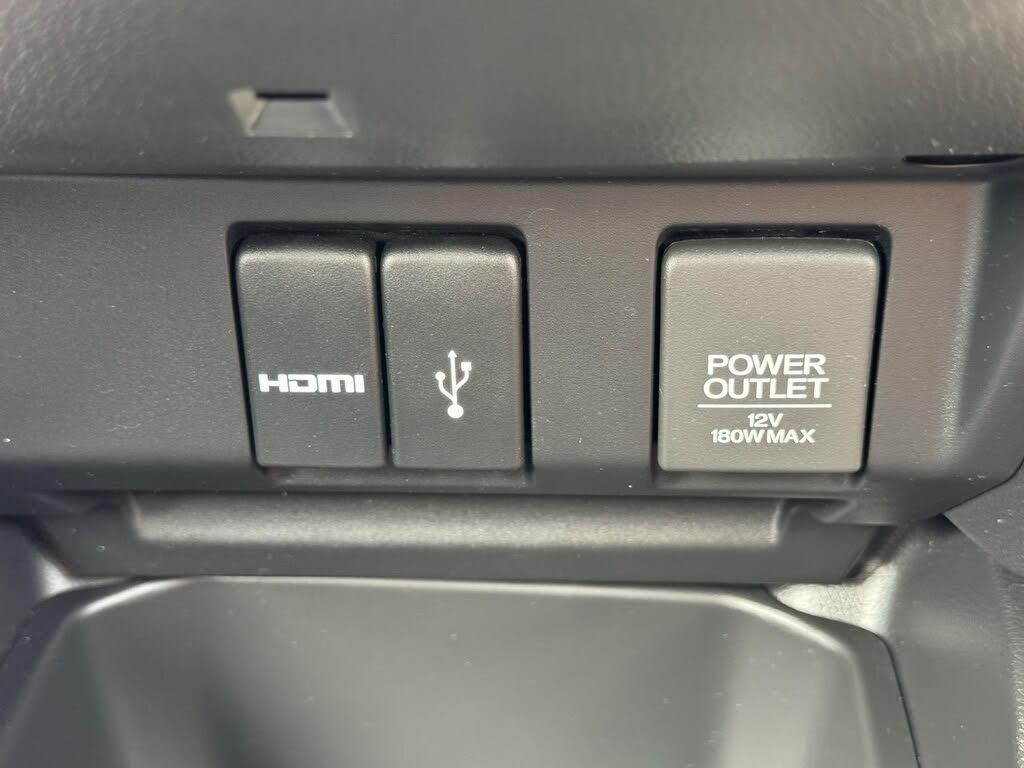 HDMI
POWER
OUTLET
12V
180W MAX